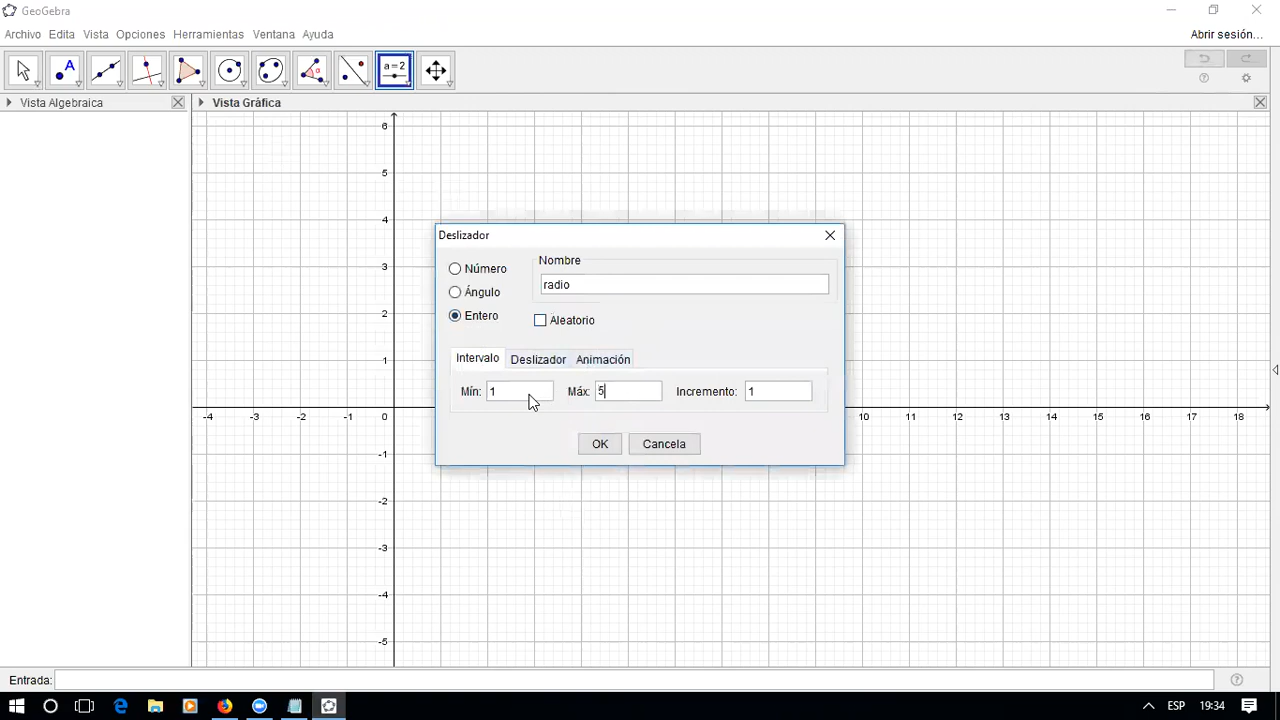 GeoGebra
Archivo Edita Vista Opciones Herramientas Ventana Ayuda Abrir sesión...
A a=2
Vista Algebraica Vista Gráfica
6
5
4
3
2
1
0
-1
-2
-3
-4
-5
-4 -3 -2 -1 10 11 12 13 14 15 16 17 18
Deslizador
Nombre
Número
radio
Ángulo
Entero
Aleatorio
Intervalo Deslizador Animación
Mín: 1 Máx: 5 Incremento: 1
OK Cancela
Entrada:
ESP 19:34